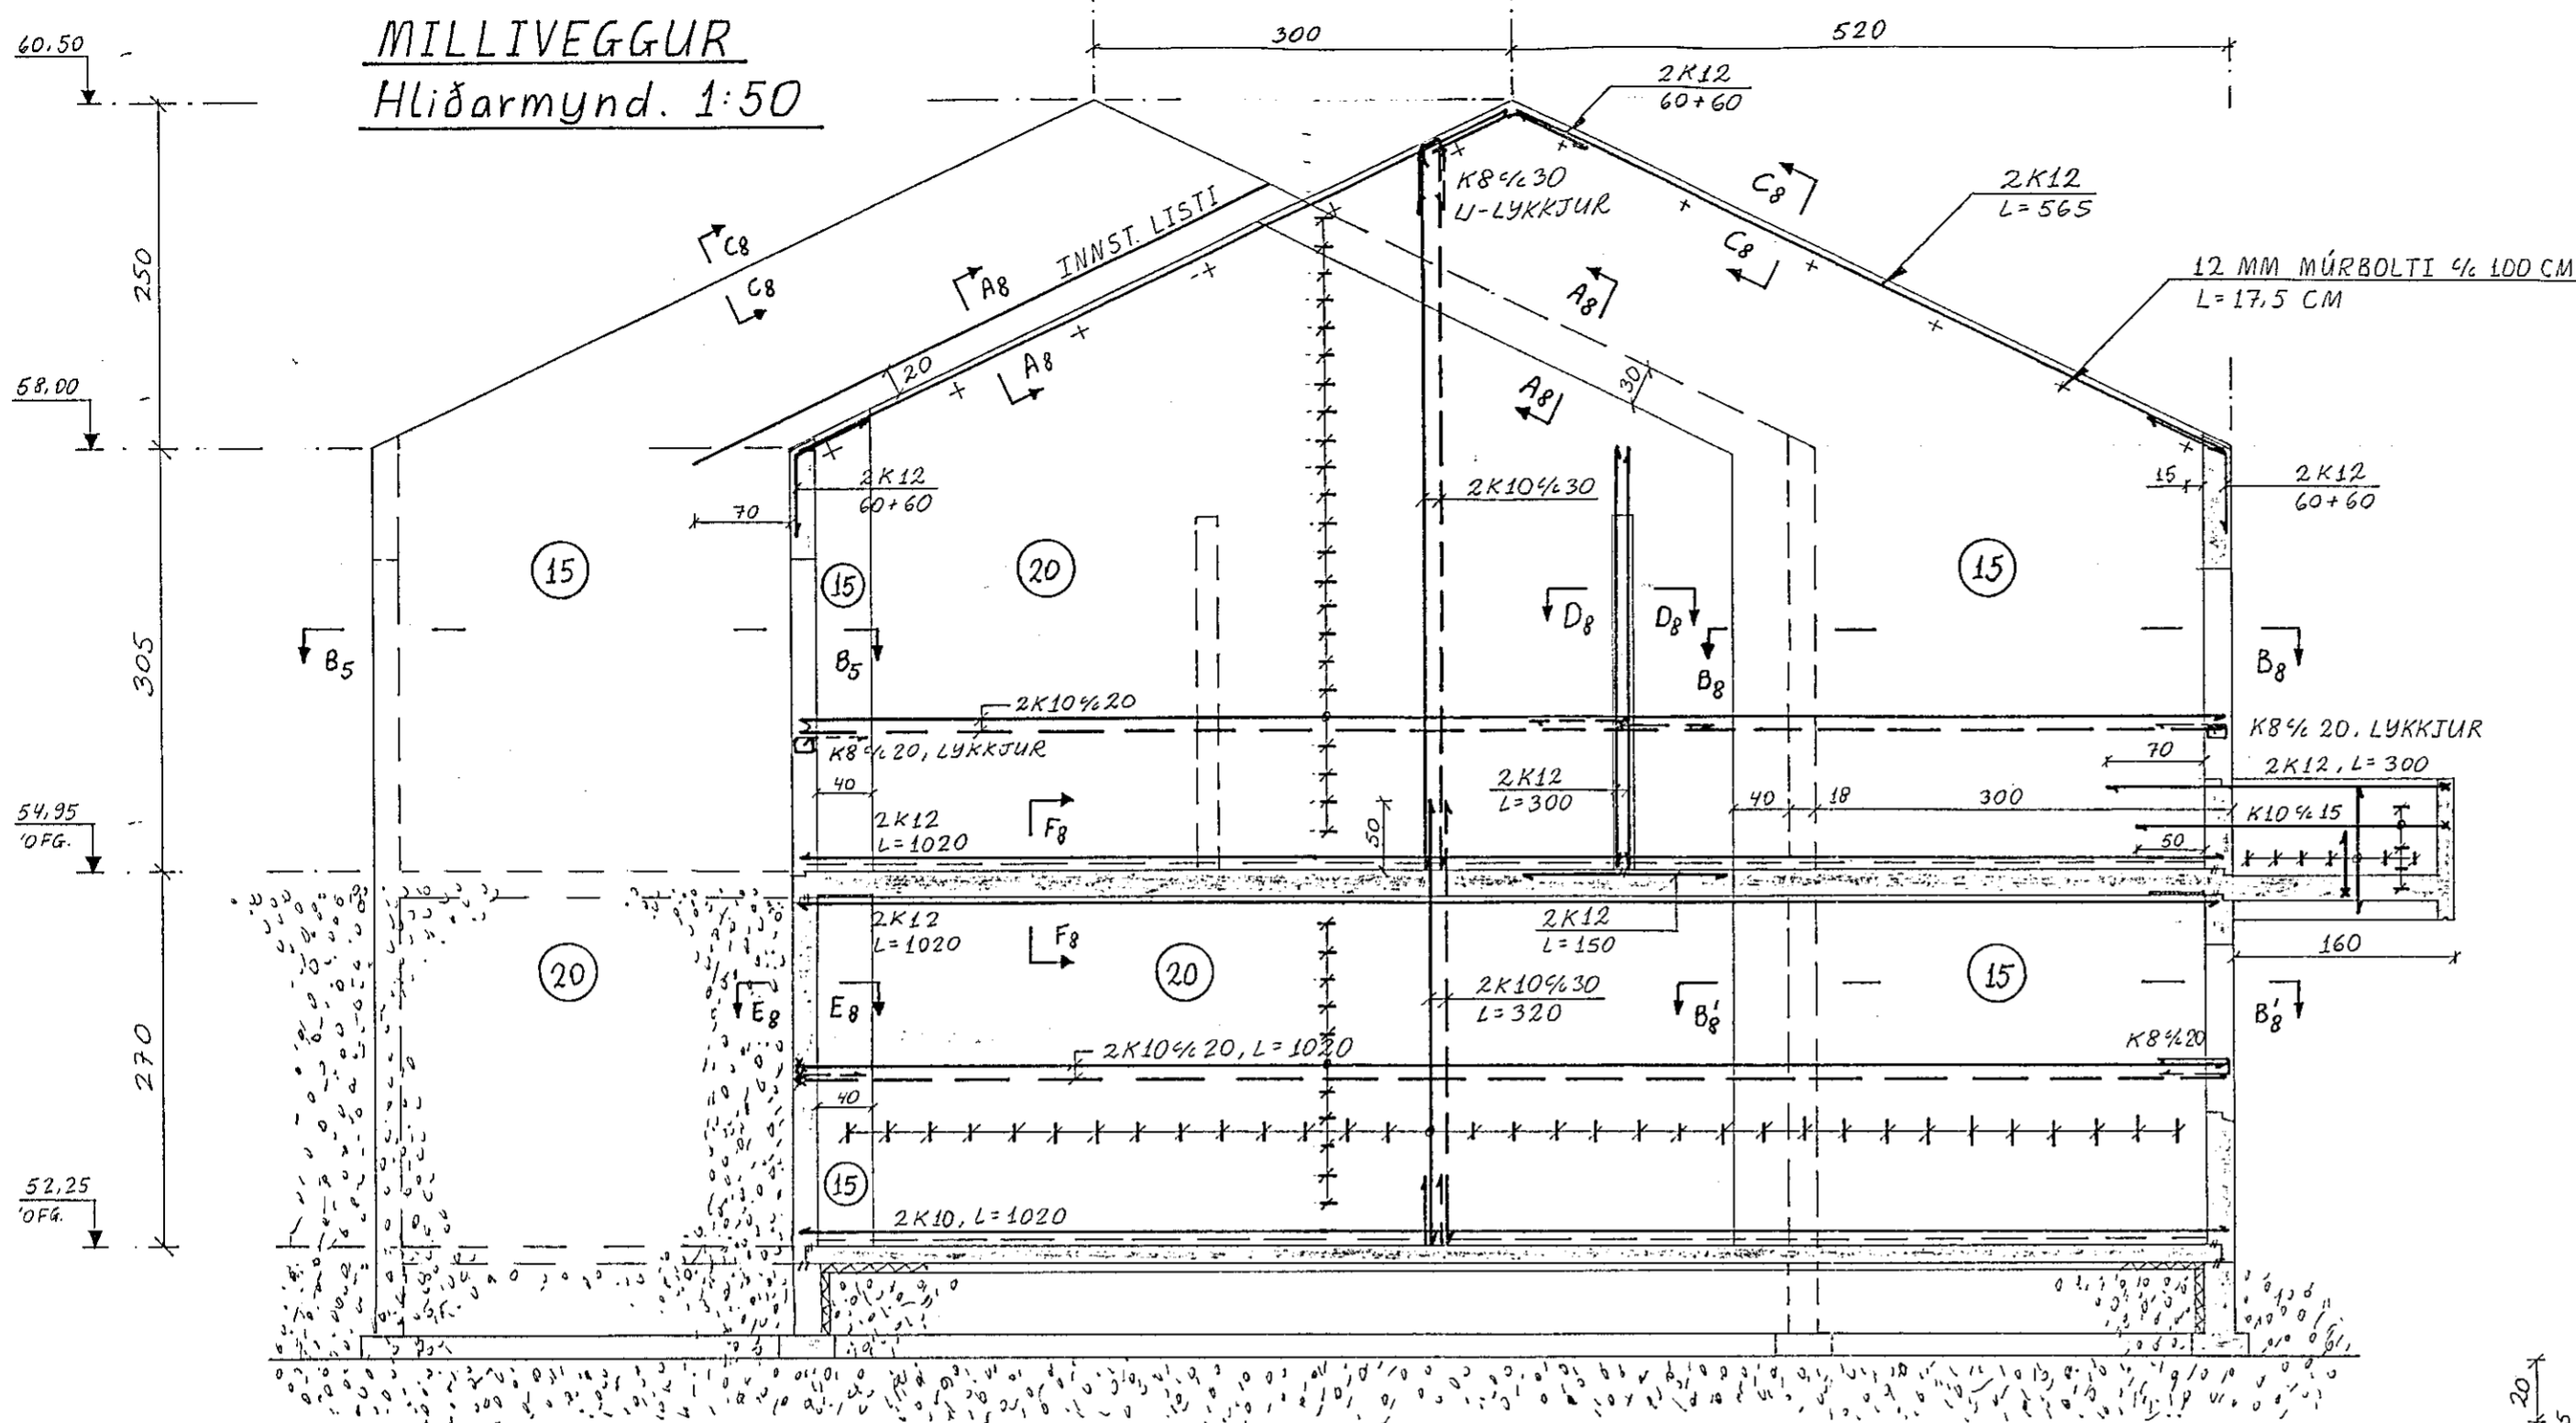 MILLIVEGGUR
Hliðarmynd. 1:50
60.50
300
520
2K12
60+60
K8 c/c 30
U-LYKKJUR
C8
2K12
L=565
C8
12 MM MÚRBOLTI c/c 100 CM
L=17,5 CM
250
C8
C8
A8
INNST. LISTI
A8
58,00
20
A8
30
A8
2K12
60+60
70
2K10 c/c 30
15
2K12
60+60
15
15
20
15
D8
D8
305
B5
B5
B8
B8
2K10 c/c 20
K8 c/c 20, LYKKJUR
K8 c/c 20, LYKKJUR
70
2K12, L=300
40
2K12
L=300
40
18
300
54,95
ÓFG.
2K12
L=1020
F8
50
K10 c/c 15
50
2K12
L=1020
F8
2K12
L=150
160
20
20
15
E8
E8
2K10 c/c 30
L=320
B8'
B8'
270
2K10 c/c 20, L=1020
K8 c/c 20
40
15
52,25
ÓFG.
2K10, L=1020
20